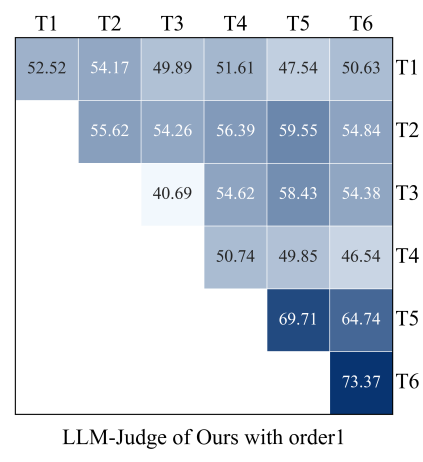 T1 T2 T3 T4 T5 T6
52.52 54.17 49.89 51.61 47.54 50.63 T1
55.62 54.26 56.39 59.55 54.84 T2
40.69 54.62 58.43 54.38 T3
50.74 49.85 46.54 T4
69.71 64.74 T5
73.37 T6
LLM-Judge of Ours with order1